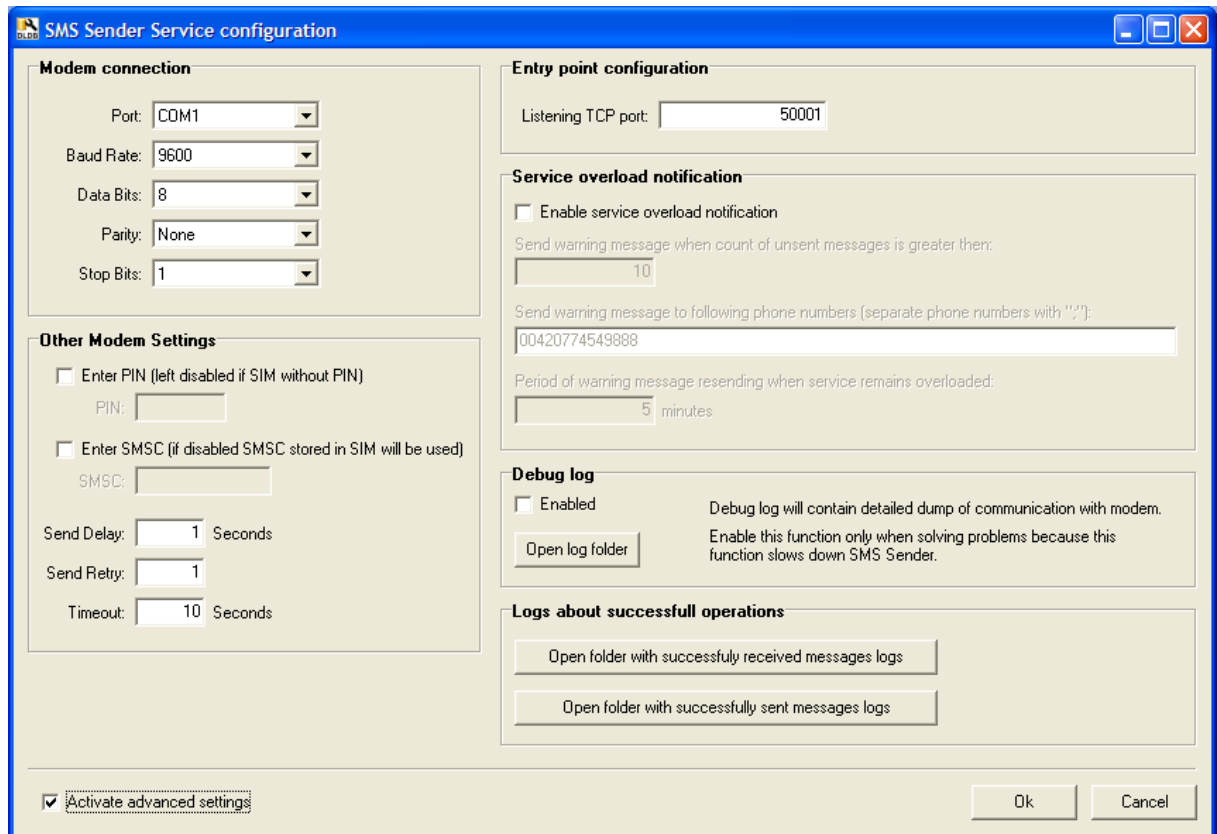 SMS Sender Service configuration
Modem connection
Port: COM1
Baud Rate: 9600
Data Bits: 8
Parity: None
Stop Bits: 1
Other Modem Settings
Enter PIN (left disabled if SIM without PIN)
PIN:
Enter SMSC (if disabled SMSC stored in SIM will be used)
SMSC:
Send Delay: 1 Seconds
Send Retry: 1
Timeout: 10 Seconds
Entry point configuration
Listening TCP port: 50001
Service overload notification
Enable service overload notification
Send warning message when count of unsent messages is greater then:
10
Send warning message to following phone numbers (separate phone numbers with ";"):
00420774549888
Period of warning message resending when service remains overloaded:
5 minutes
Debug log
Enabled
Open log folder
Debug log will contain detailed dump of communication with modem.
Enable this function only when solving problems because this
function slows down SMS Sender.
Logs about successfull operations
Open folder with successfuly received messages logs
Open folder with successfully sent messages logs
Activate advanced settings
Ok
Cancel